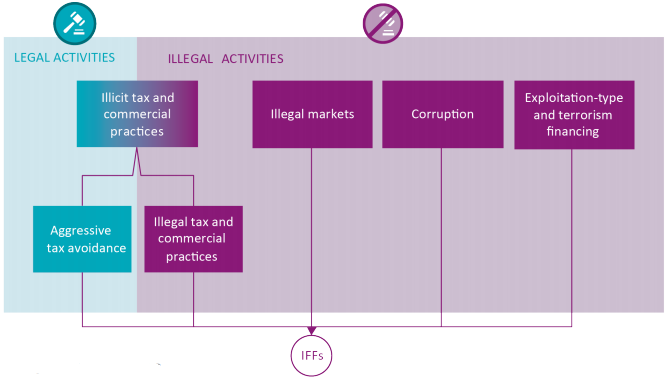 LEGAL ACTIVITIES
ILLEGAL ACTIVITIES
Illicit tax and
commercial
practices
Illegal markets
Corruption
Exploitation-type
and terrorism
financing
Aggressive
tax avoidance
Illegal tax and
commercial
practices
IFFs